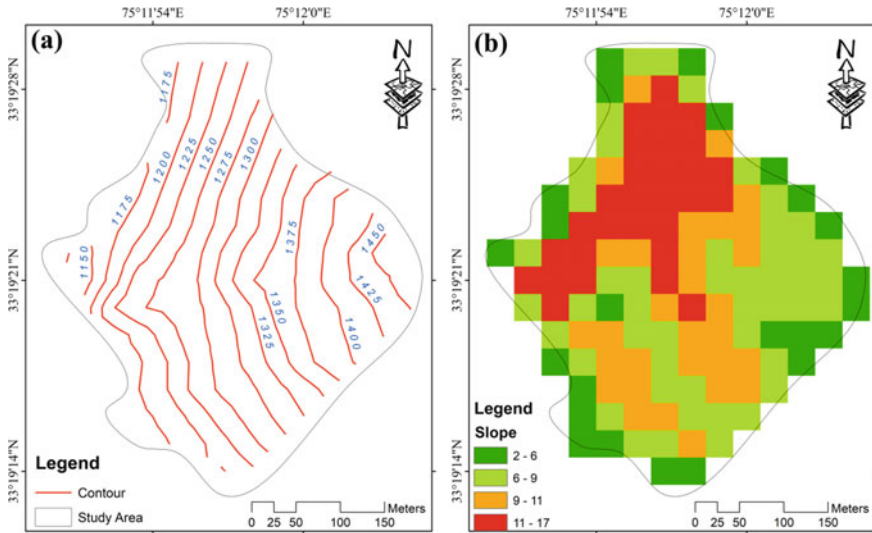 75°11'54"E
75°12'0"E
(a)
N
33°19'28"N
33°19'21"N
33°19'14"N
1175
1200
1225
1250
1275
1300
1175
1150
1375
1450
1425
1400
1350
1325
Legend
Contour
Study Area
Meters
0 25 50 100 150
75°11'54"E
75°12'0"E
(b)
N
33°19'28"N
33°19'21"N
33°19'14"N
Legend
Slope
2 - 6
6 - 9
9 - 11
11 - 17
Meters
0 25 50 100 150